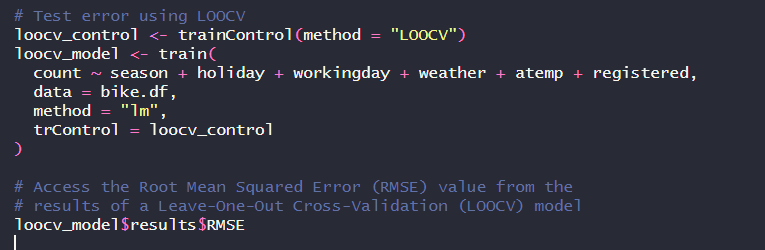 # Test error using LOOCV
loocv_control <- trainControl(method = "LOOCV")
loocv_model <- train(
  count ~ season + holiday + workingday + weather + atemp + registered,
  data = bike.df,
  method = "lm",
  trControl = loocv_control
)
# Access the Root Mean Squared Error (RMSE) value from the
# results of a Leave-One-Out Cross-Validation (LOOCV) model
loocv_model$results$RMSE